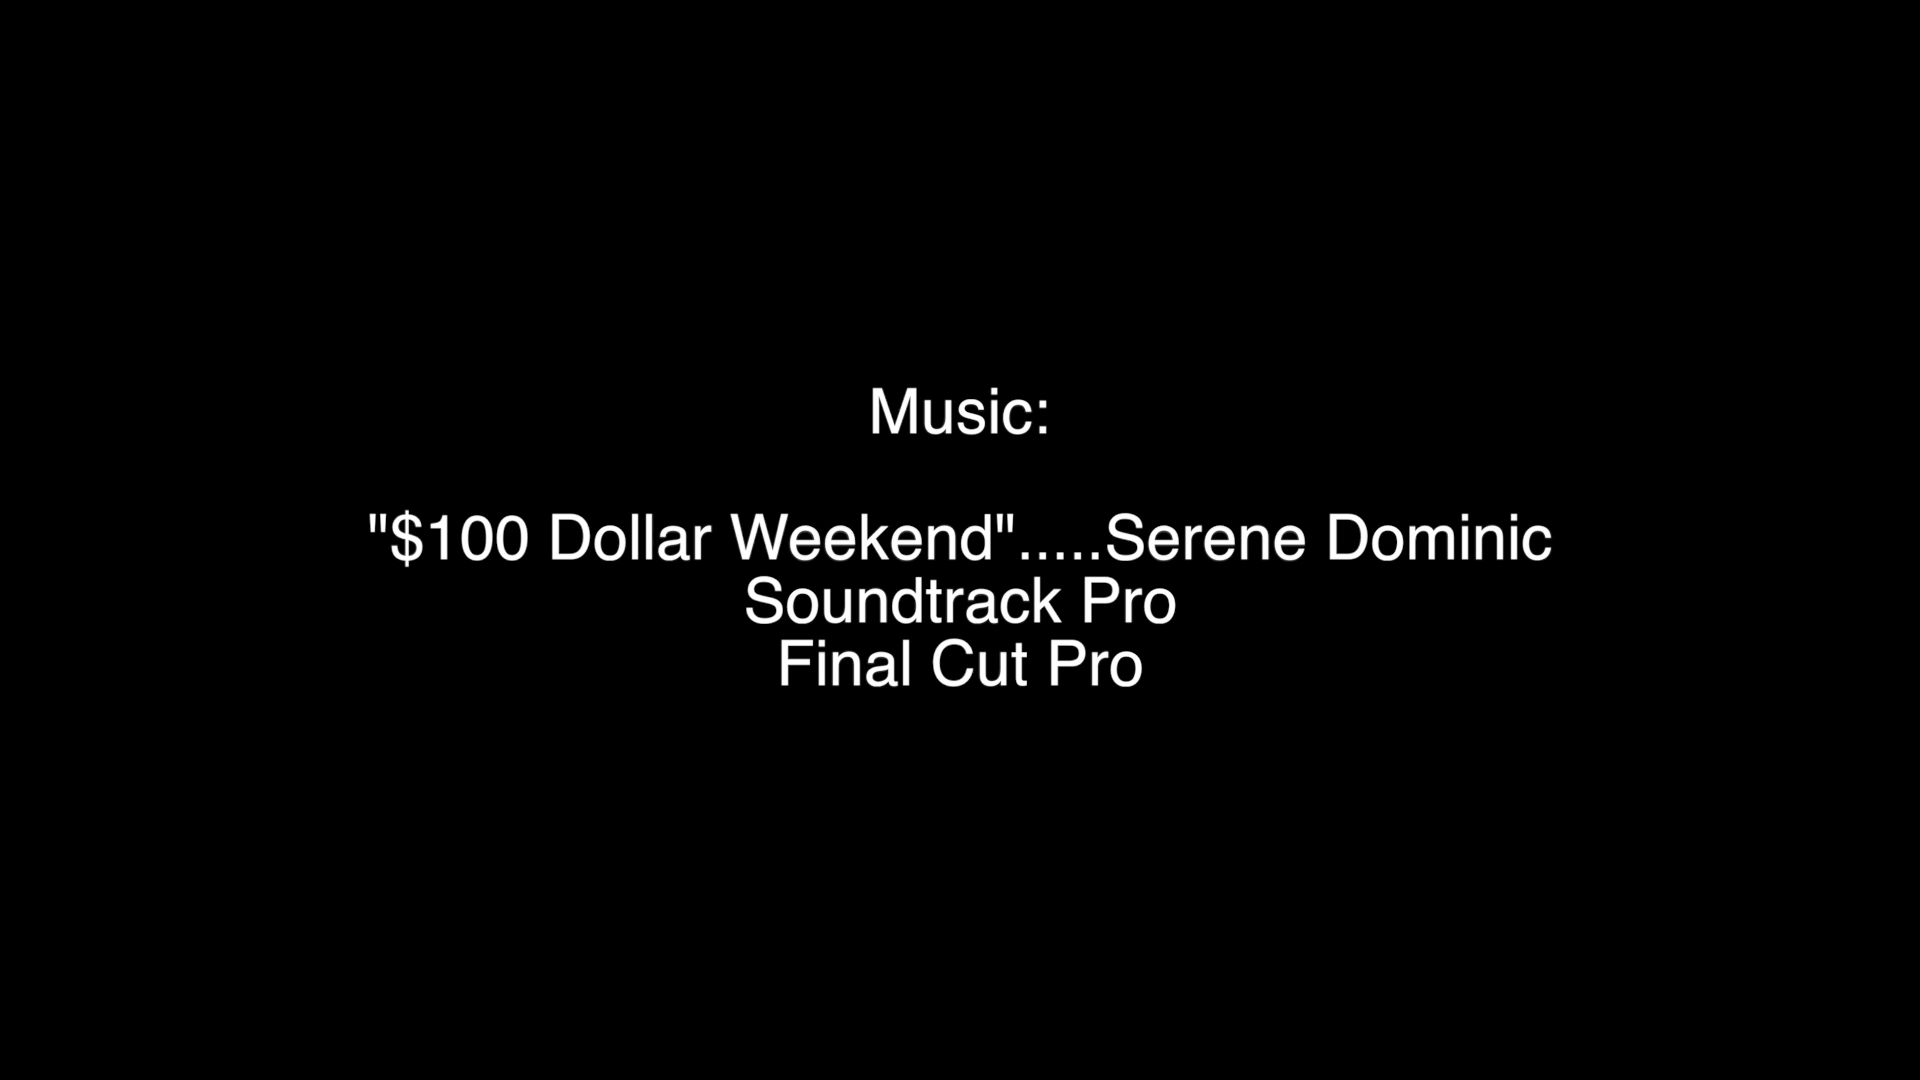 Music:
"$100 Dollar Weekend".....Serene Dominic
Soundtrack Pro
Final Cut Pro